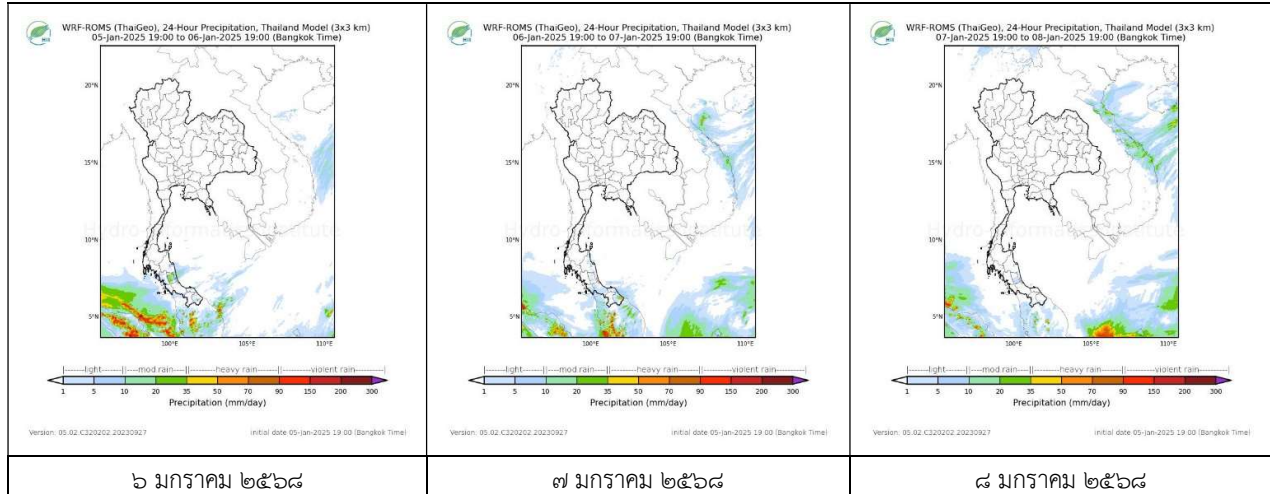 WRF-ROMS (ThaiGeo), 24-Hour Precipitation, Thailand Model (3x3 km)
05-Jan-2025 19:00 to 06-Jan-2025 19:00 (Bangkok Time)
20°N
15°N
10°N
5°N
100°E
105°E
110°E
Hydro Informatics Institute
|--------light--------||----mod rain----||--------heavy rain--------||------violent rain------|
1 5 10 20 35 50 70 90 150 200 300
Precipitation (mm/day)
Version: 05.02.C320202.20230927
initial date 05-Jan-2025 19:00 (Bangkok Time)
๖ มกราคม ๒๕๖๘
WRF-ROMS (ThaiGeo), 24-Hour Precipitation, Thailand Model (3x3 km)
06-Jan-2025 19:00 to 07-Jan-2025 19:00 (Bangkok Time)
20°N
15°N
10°N
5°N
100°E
105°E
110°E
Hydro Informatics Institute
|--------light--------||----mod rain----||--------heavy rain--------||------violent rain------|
1 5 10 20 35 50 70 90 150 200 300
Precipitation (mm/day)
Version: 05.02.C320202.20230927
initial date 05-Jan-2025 19:00 (Bangkok Time)
๗ มกราคม ๒๕๖๘
WRF-ROMS (ThaiGeo), 24-Hour Precipitation, Thailand Model (3x3 km)
07-Jan-2025 19:00 to 08-Jan-2025 19:00 (Bangkok Time)
20°N
15°N
10°N
5°N
100°E
105°E
110°E
Hydro Informatics Institute
|--------light--------||----mod rain----||--------heavy rain--------||------violent rain------|
1 5 10 20 35 50 70 90 150 200 300
Precipitation (mm/day)
Version: 05.02.C320202.20230927
initial date 05-Jan-2025 19:00 (Bangkok Time)
๘ มกราคม ๒๕๖๘